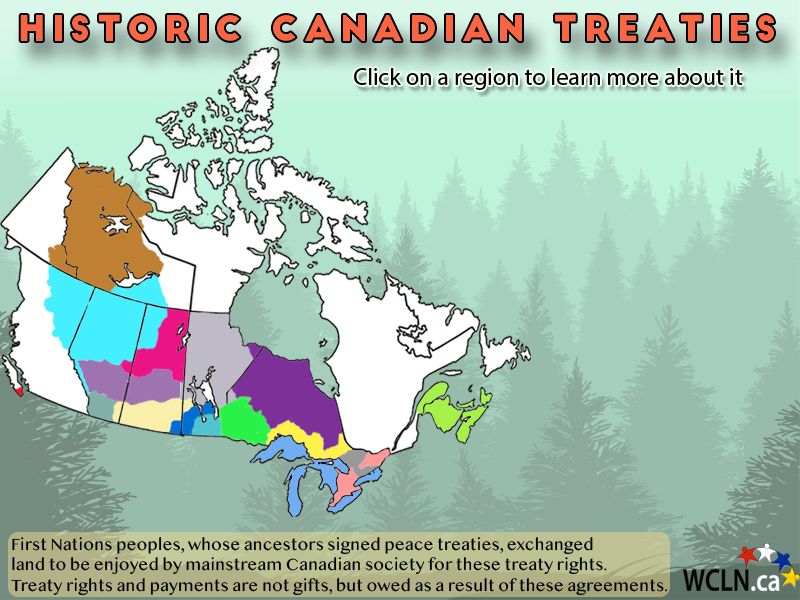 HISTORIC CANADIAN TREATIES
Click on a region to learn more about it
First Nations peoples, whose ancestors signed peace treaties, exchanged
land to be enjoyed by mainstream Canadian society for these treaty rights.
Treaty rights and payments are not gifts, but owed as a result of these agreements.
WCLN.ca